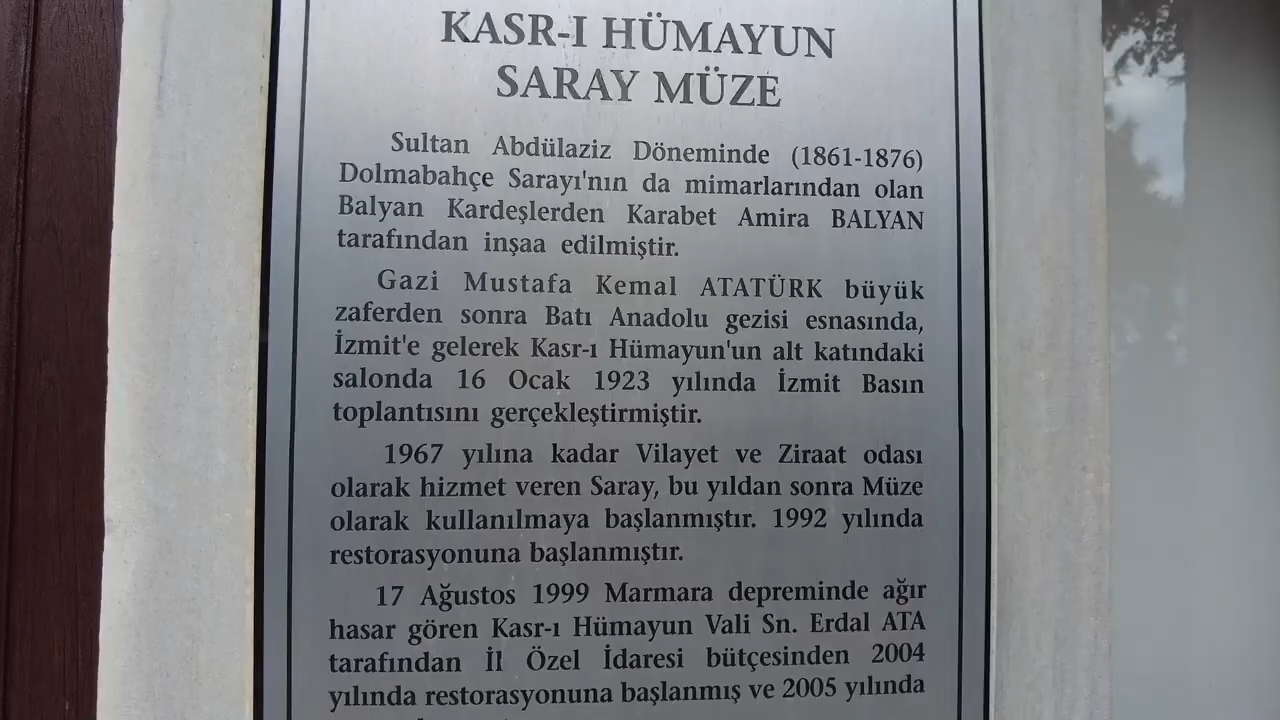 KASR-I HÜMAYUN
SARAY MÜZE
Sultan Abdülaziz Döneminde (1861-1876)
Dolmabahçe Sarayı'nın da mimarlarından olan
Balyan Kardeşlerden Karabet Amira BALYAN
tarafından inşaa edilmiştir.
Gazi Mustafa Kemal ATATÜRK büyük
zaferden sonra Batı Anadolu gezisi esnasında,
İzmit'e gelerek Kasr-ı Hümayun'un alt katındaki
salonda 16 Ocak 1923 yılında İzmit Basın
toplantısını gerçekleştirmiştir.
1967 yılına kadar Vilayet ve Ziraat odası
olarak hizmet veren Saray, bu yıldan sonra Müze
olarak kullanılmaya başlanmıştır. 1992 yılında
restorasyonuna başlanmıştır.
17 Ağustos 1999 Marmara depreminde ağır
hasar gören Kasr-ı Hümayun Vali Sn. Erdal ATA
tarafından İl Özel İdaresi bütçesinden 2004
yılında restorasyonuna başlanmış ve 2005 yılında